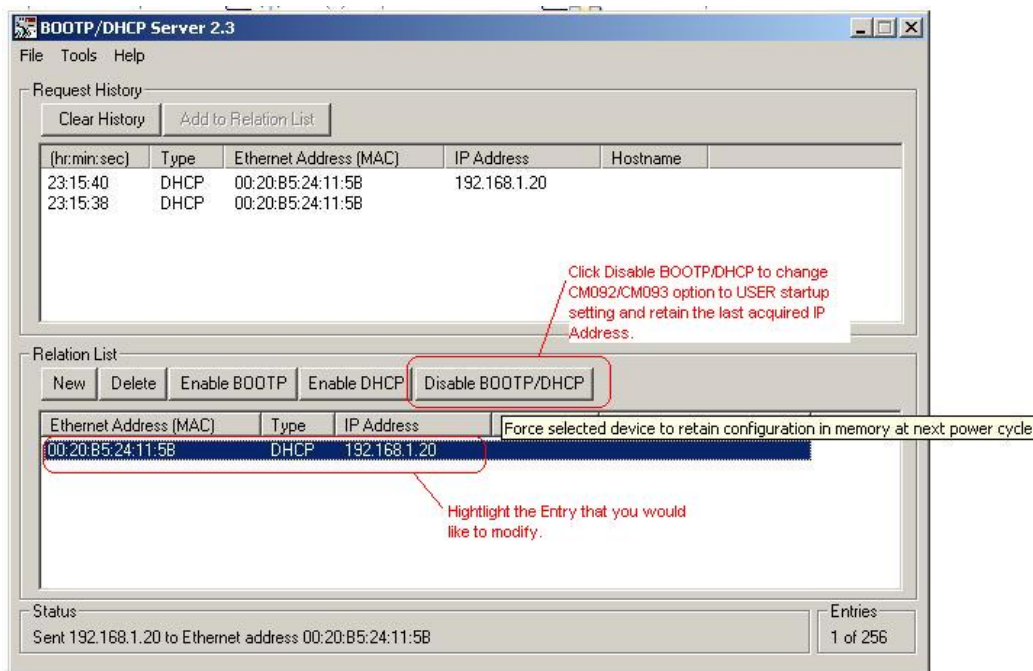 BOOTP/DHCP Server 2.3
File Tools Help
Request History
Clear History Add to Relation List
(hr:min:sec) Type Ethernet Address (MAC) IP Address Hostname
23:15:40 DHCP 00:20:B5:24:11:5B 192.168.1.20
23:15:38 DHCP 00:20:B5:24:11:5B
Click Disable BOOTP/DHCP to change
CM092/CM093 option to USER startup
setting and retain the last acquired IP
Address.
Relation List
New Delete Enable BOOTP Enable DHCP Disable BOOTP/DHCP
Ethernet Address (MAC) Type IP Address
Force selected device to retain configuration in memory at next power cycle
00:20:B5:24:11:5B DHCP 192.168.1.20
Hightlight the Entry that you would
like to modify.
Status
Sent 192.168.1.20 to Ethernet address 00:20:B5:24:11:5B
Entries
1 of 256